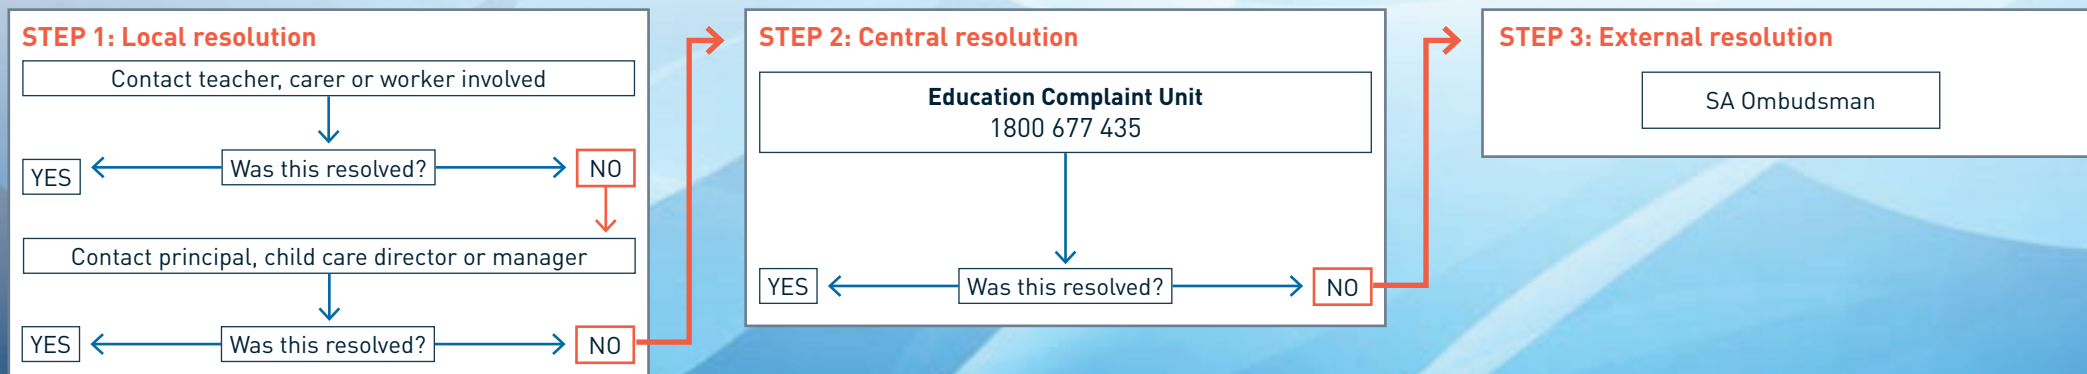 STEP 1: Local resolution
Contact teacher, carer or worker involved
Was this resolved?
YES
NO
Contact principal, child care director or manager
Was this resolved?
YES
NO
STEP 2: Central resolution
Education Complaint Unit
1800 677 435
Was this resolved?
YES
NO
STEP 3: External resolution
SA Ombudsman